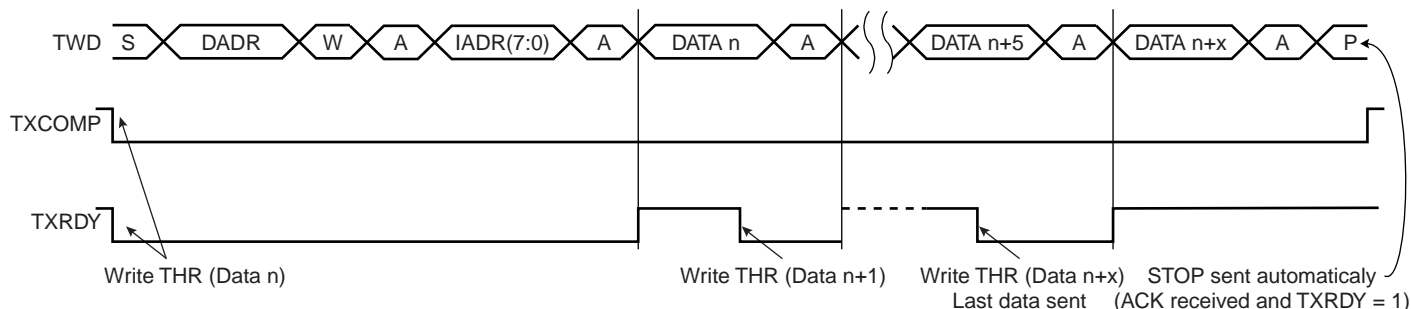 TWD S DADR W A IADR(7:0) A DATA n A DATA n+5 A DATA n+x A P
TXCOMP
TXRDY
Write THR (Data n) Write THR (Data n+1) Write THR (Data n+x) STOP sent automaticaly
Last data sent (ACK received and TXRDY = 1)